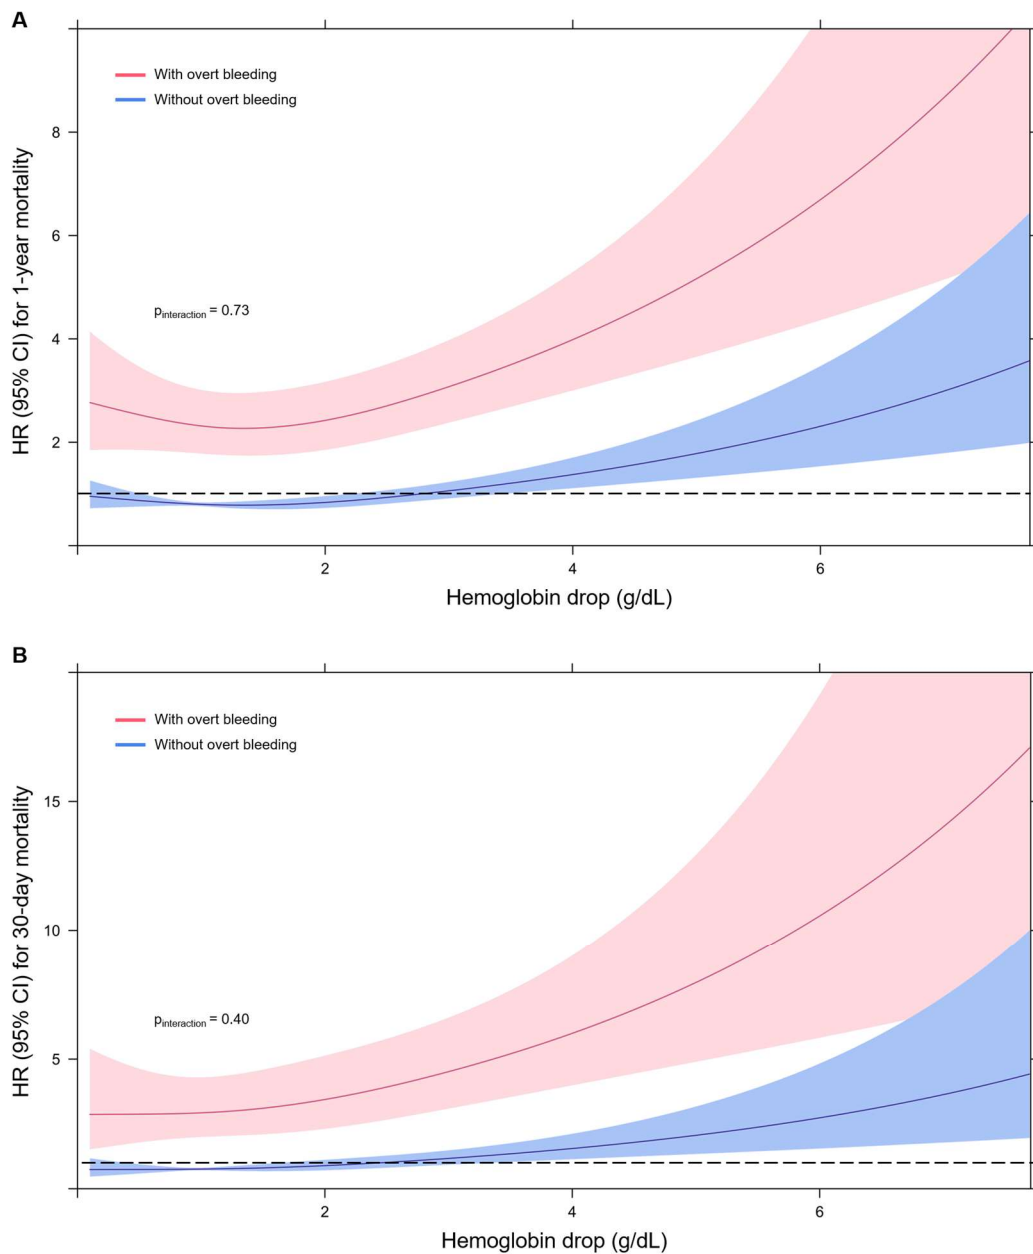 A
With overt bleeding
Without overt bleeding
8
6
4
2
pinteraction = 0.73
HR (95% CI) for 1-year mortality
2 4 6
Hemoglobin drop (g/dL)
B
With overt bleeding
Without overt bleeding
15
10
5
pinteraction = 0.40
HR (95% CI) for 30-day mortality
2 4 6
Hemoglobin drop (g/dL)